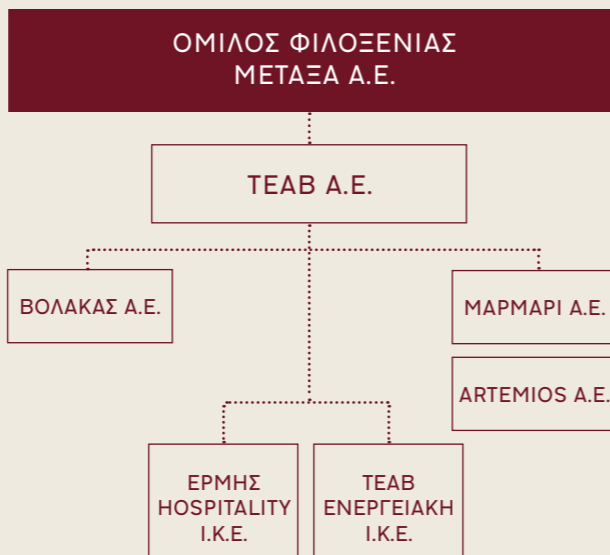 ΟΜΙΛΟΣ ΦΙΛΟΞΕΝΙΑΣ
ΜΕΤΑΞΑ Α.Ε.
ΤΕΑΒ Α.Ε.
ΒΟΛΑΚΑΣ Α.Ε.
ΜΑΡΜΑΡΙ Α.Ε.
ARTEMIOS Α.Ε.
ΕΡΜΗΣ
HOSPITALITY
Ι.Κ.Ε.
ΤΕΑΒ
ΕΝΕΡΓΕΙΑΚΗ
Ι.Κ.Ε.